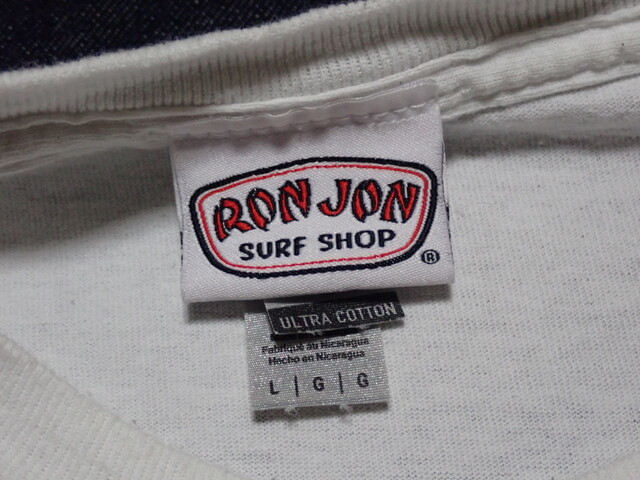 RON JON
SURF SHOP
®
ULTRA COTTON
Fabriqué au Nicaragua
Hecho en Nicaragua
L | G | G